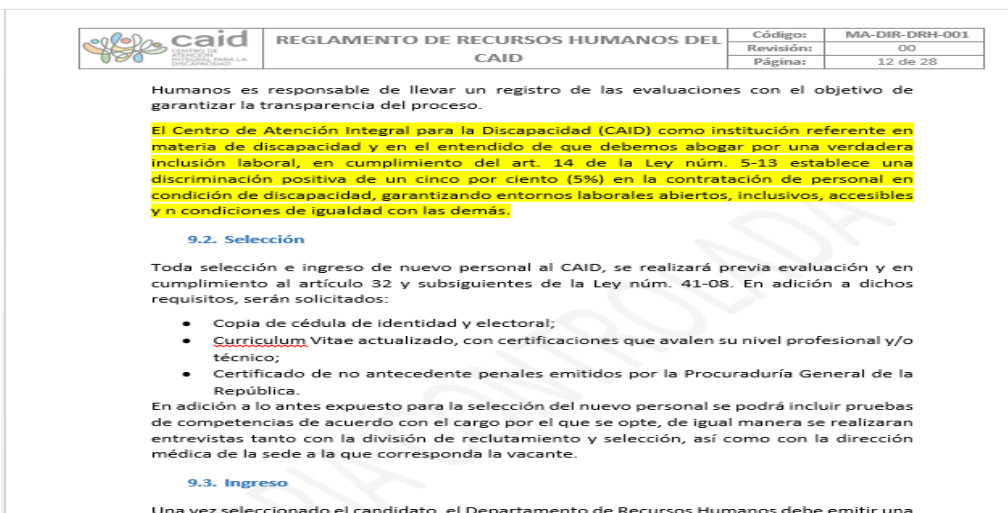 caid
CENTRO DE
ATENCIÓN
INTEGRAL PARA LA
DISCAPACIDAD
REGLAMENTO DE RECURSOS HUMANOS DEL
CAID
Código: MA-DIR-DRH-001
Revisión: 00
Página: 12 de 28
Humanos es responsable de llevar un registro de las evaluaciones con el objetivo de
garantizar la transparencia del proceso.
El Centro de Atención Integral para la Discapacidad (CAID) como institución referente en
materia de discapacidad y en el entendido de que debemos abogar por una verdadera
inclusión laboral, en cumplimiento del art. 14 de la Ley núm. 5-13 establece una
discriminación positiva de un cinco por ciento (5%) en la contratación de personal en
condición de discapacidad, garantizando entornos laborales abiertos, inclusivos, accesibles
y n condiciones de igualdad con las demás.
9.2. Selección
Toda selección e ingreso de nuevo personal al CAID, se realizará previa evaluación y en
cumplimiento al artículo 32 y subsiguientes de la Ley núm. 41-08. En adición a dichos
requisitos, serán solicitados:
• Copia de cédula de identidad y electoral;
• Curriculum Vitae actualizado, con certificaciones que avalen su nivel profesional y/o
técnico;
• Certificado de no antecedente penales emitidos por la Procuraduría General de la
República.
En adición a lo antes expuesto para la selección del nuevo personal se podrá incluir pruebas
de competencias de acuerdo con el cargo por el que se opte, de igual manera se realizaran
entrevistas tanto con la división de reclutamiento y selección, así como con la dirección
médica de la sede a la que corresponda la vacante.
9.3. Ingreso
Una vez seleccionado el candidato, el Departamento de Recursos Humanos debe emitir una
PIA CONTROLADA